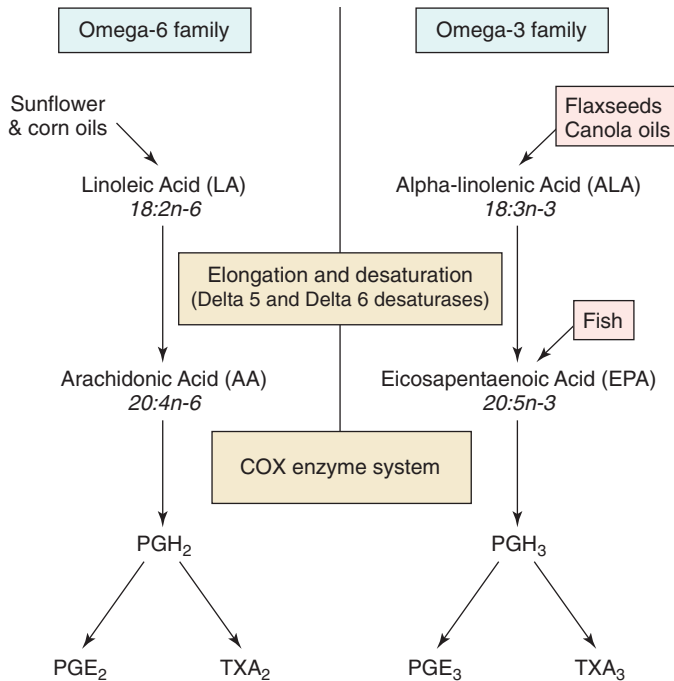 Omega-6 family
Omega-3 family
Sunflower
& corn oils
Flaxseeds
Canola oils
Linoleic Acid (LA)
18:2n-6
Alpha-linolenic Acid (ALA)
18:3n-3
Elongation and desaturation
(Delta 5 and Delta 6 desaturases)
Fish
Arachidonic Acid (AA)
20:4n-6
Eicosapentaenoic Acid (EPA)
20:5n-3
COX enzyme system
PGH₂
PGH₃
PGE₂
TXA₂
PGE₃
TXA₃